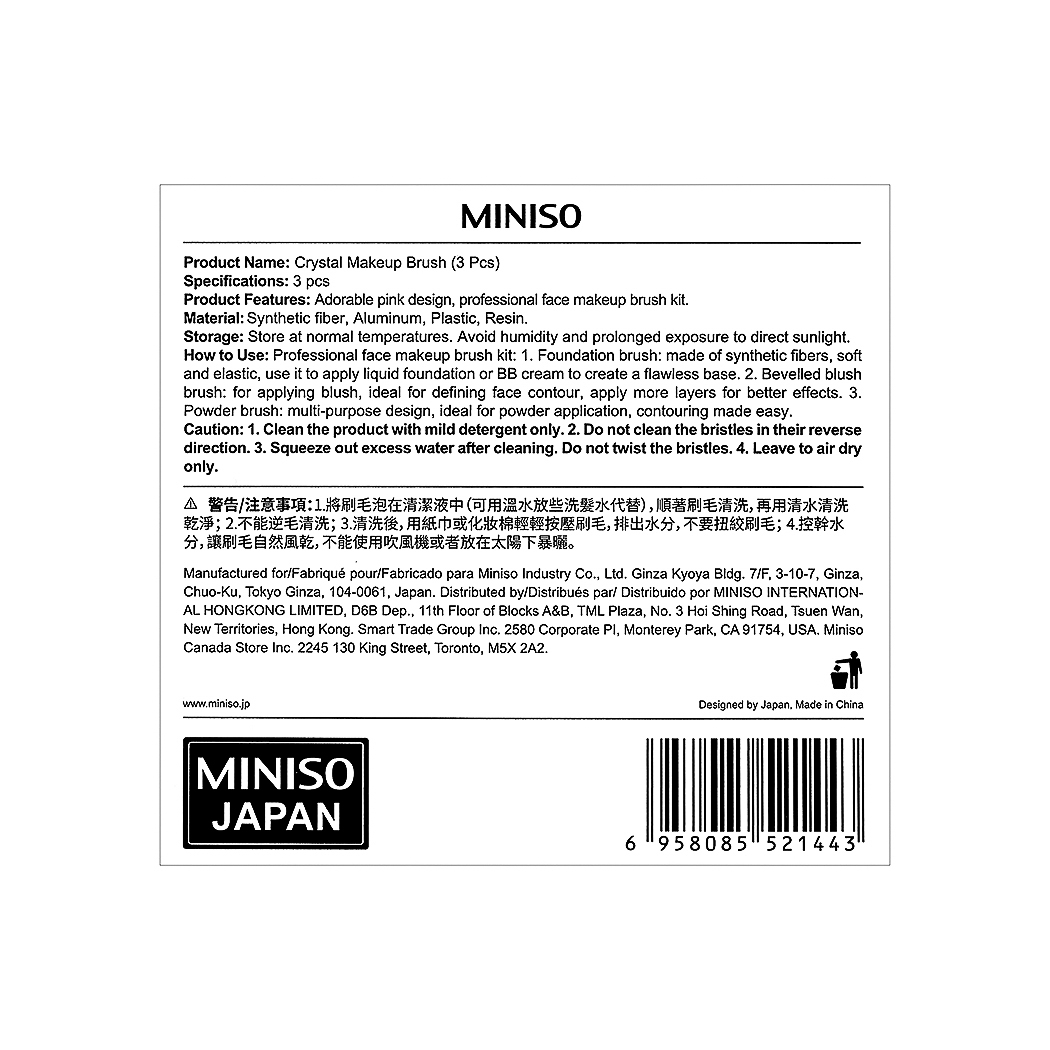 MINISO
Product Name: Crystal Makeup Brush (3 Pcs)
Specifications: 3 pcs
Product Features: Adorable pink design, professional face makeup brush kit.
Material: Synthetic fiber, Aluminum, Plastic, Resin.
Storage: Store at normal temperatures. Avoid humidity and prolonged exposure to direct sunlight.
How to Use: Professional face makeup brush kit: 1. Foundation brush: made of synthetic fibers, soft
and elastic, use it to apply liquid foundation or BB cream to create a flawless base. 2. Bevelled blush
brush: for applying blush, ideal for defining face contour, apply more layers for better effects. 3.
Powder brush: multi-purpose design, ideal for powder application, contouring made easy.
Caution: 1. Clean the product with mild detergent only. 2. Do not clean the bristles in their reverse
direction. 3. Squeeze out excess water after cleaning. Do not twist the bristles. 4. Leave to air dry
only.
⚠ 警告/注意事項:1.將刷毛泡在清潔液中(可用溫水放些洗髮水代替),順著刷毛清洗,再用清水清洗
乾淨; 2.不能逆毛清洗; 3.清洗後,用紙巾或化妝棉輕輕按壓刷毛,排出水分,不要扭絞刷毛; 4.控幹水
分,讓刷毛自然風乾,不能使用吹風機或者放在太陽下暴曬。
Manufactured for/Fabriqué pour/Fabricado para Miniso Industry Co., Ltd. Ginza Kyoya Bldg. 7/F, 3-10-7, Ginza,
Chuo-Ku, Tokyo Ginza, 104-0061, Japan. Distributed by/Distribués par/ Distribuido por MINISO INTERNATION-
AL HONGKONG LIMITED, D6B Dep., 11th Floor of Blocks A&B, TML Plaza, No. 3 Hoi Shing Road, Tsuen Wan,
New Territories, Hong Kong. Smart Trade Group Inc. 2580 Corporate Pl, Monterey Park, CA 91754, USA. Miniso
Canada Store Inc. 2245 130 King Street, Toronto, M5X 2A2.
www.miniso.jp
Designed by Japan, Made in China
MINISO
JAPAN
6 958085 521443